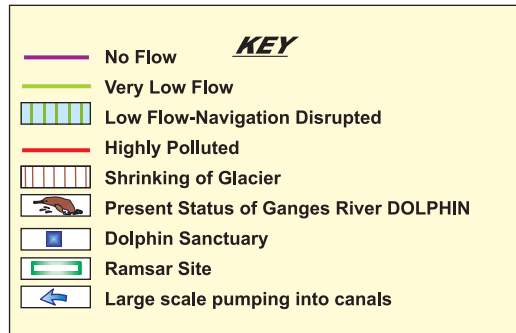 KEY
No Flow
Very Low Flow
Low Flow-Navigation Disrupted
Highly Polluted
Shrinking of Glacier
Present Status of Ganges River DOLPHIN
Dolphin Sanctuary
Ramsar Site
Large scale pumping into canals